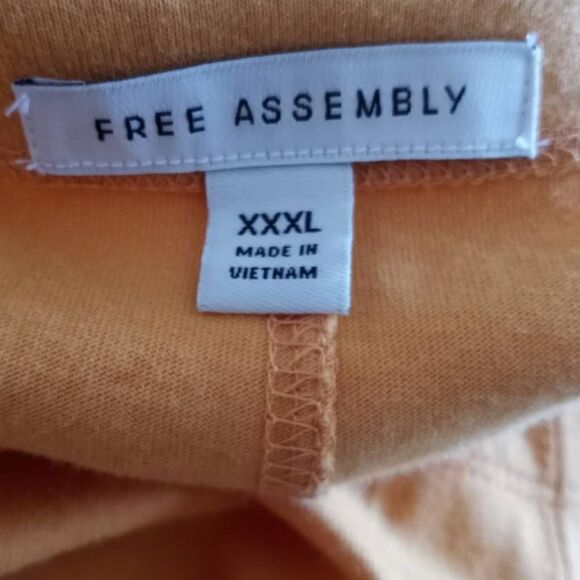 FREE ASSEMBLY
XXXL
MADE IN
VIETNAM